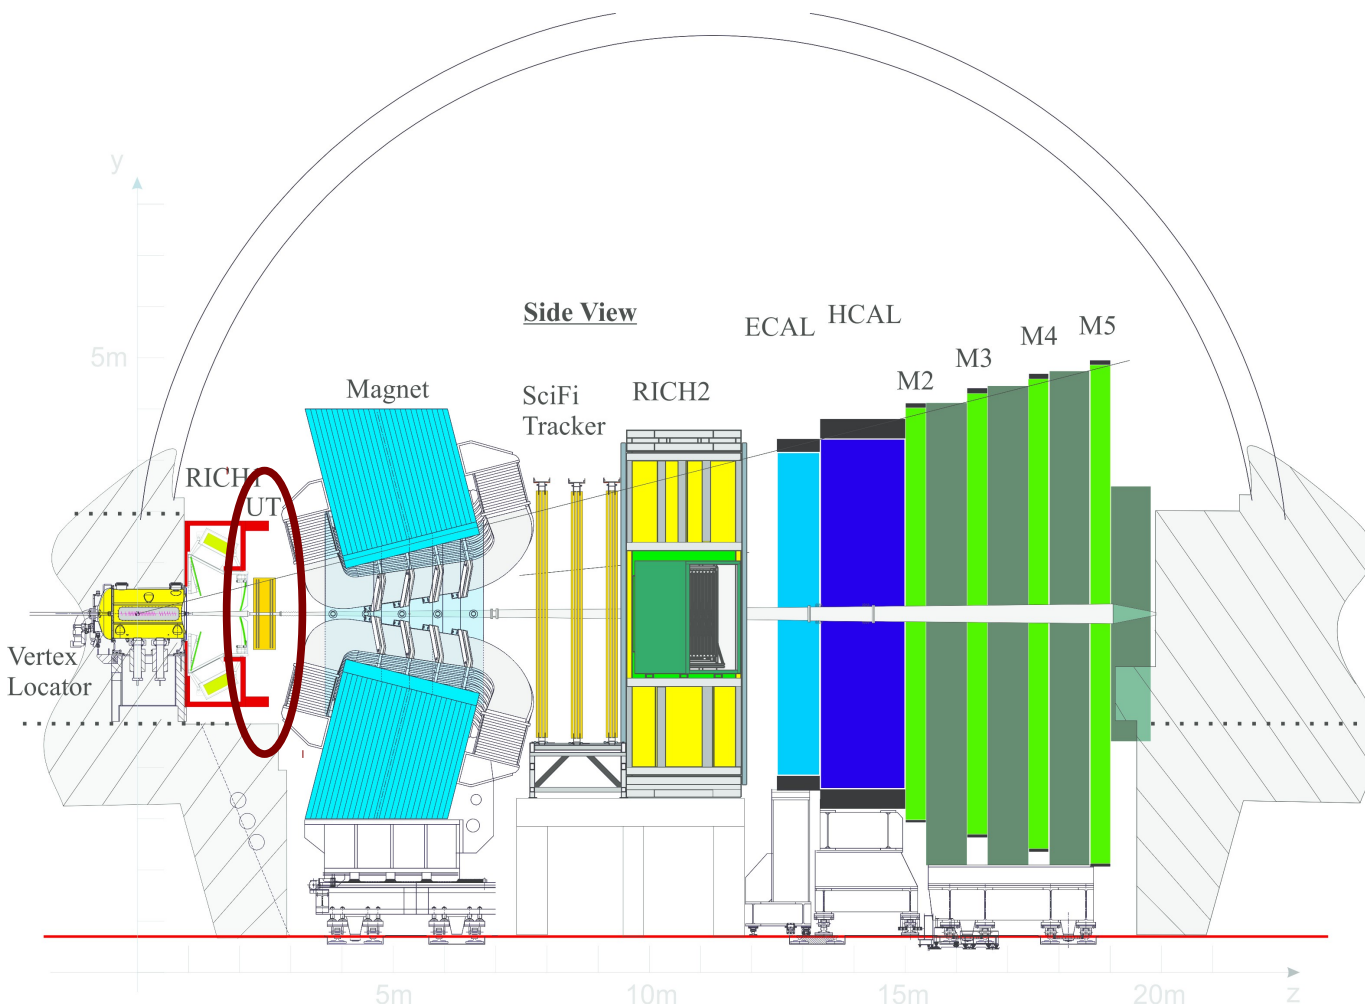 y
5m
Side View
ECAL
HCAL
M2
M3
M4
M5
Magnet
SciFi
Tracker
RICH2
RICH1
UT
Vertex
Locator
5m
10m
15m
20m
z